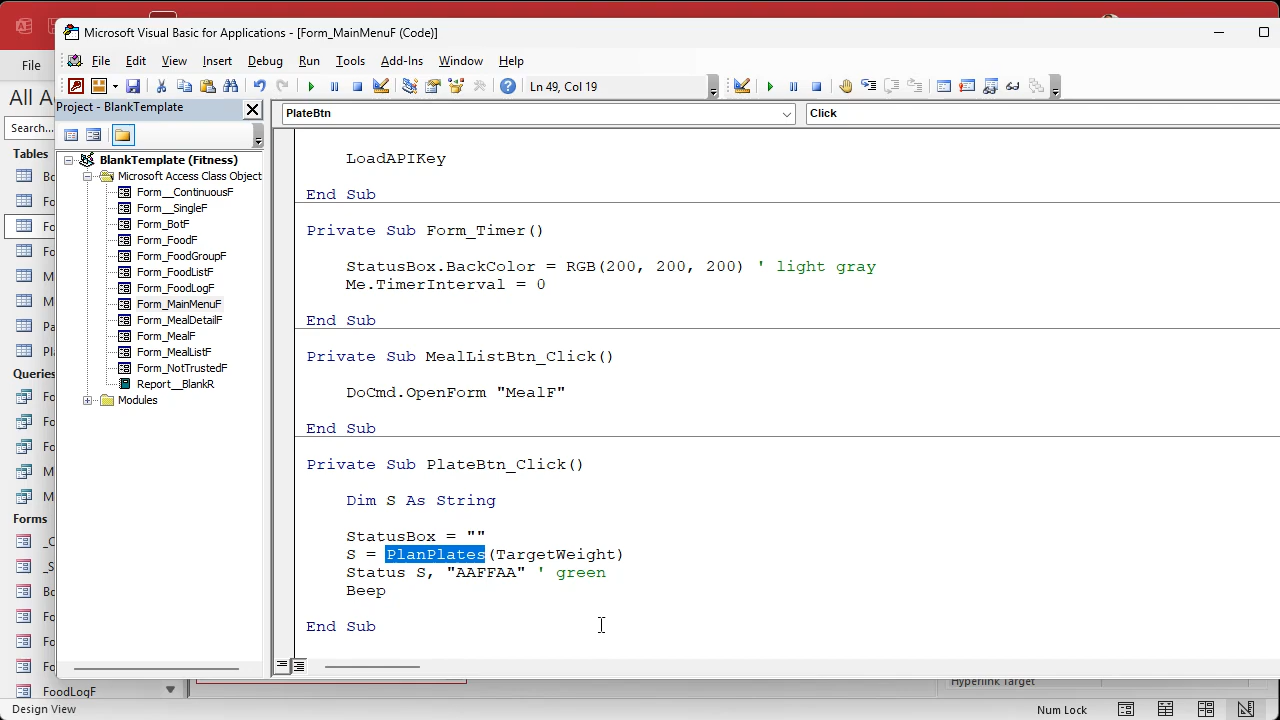 Microsoft Visual Basic for Applications - [Form_MainMenuF (Code)]
File
File Edit View Insert Debug Run Tools Add-Ins Window Help
Ln 49, Col 19
All A
Project - BlankTemplate
PlateBtn
Click
Search...
Tables
Queries
Forms
FoodLogF
BlankTemplate (Fitness)
Microsoft Access Class Object
Form__ContinuousF
Form__SingleF
Form_BotF
Form_FoodF
Form_FoodGroupF
Form_FoodListF
Form_FoodLogF
Form_MainMenuF
Form_MealDetailF
Form_MealF
Form_MealListF
Form_NotTrustedF
Report__BlankR
Modules
LoadAPIKey
End Sub
Private Sub Form_Timer()
StatusBox.BackColor = RGB(200, 200, 200) ' light gray
Me.TimerInterval = 0
End Sub
Private Sub MealListBtn_Click()
DoCmd.OpenForm "MealF"
End Sub
Private Sub PlateBtn_Click()
Dim S As String
StatusBox = ""
S = PlanPlates(TargetWeight)
Status S, "AAFFAA" ' green
Beep
End Sub
Hyperlink Target
Design View
Num Lock